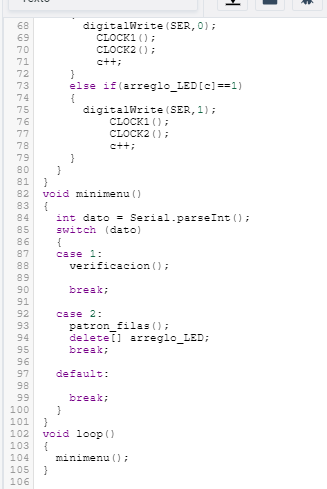 Texto
68 digitalWrite(SER,0);
69 CLOCK1();
70 CLOCK2();
71 c++;
72 }
73 else if(arreglo_LED[c]==1)
74 {
75 digitalWrite(SER,1);
76 CLOCK1();
77 CLOCK2();
78 c++;
79 }
80 }
81 }
82 void minimenu()
83 {
84 int dato = Serial.parseInt();
85 switch (dato)
86 {
87 case 1:
88 verificacion();
89
90 break;
91
92 case 2:
93 patron_filas();
94 delete[] arreglo_LED;
95 break;
96
97 default:
98
99 break;
100 }
101 }
102 void loop()
103 {
104 minimenu();
105 }
106